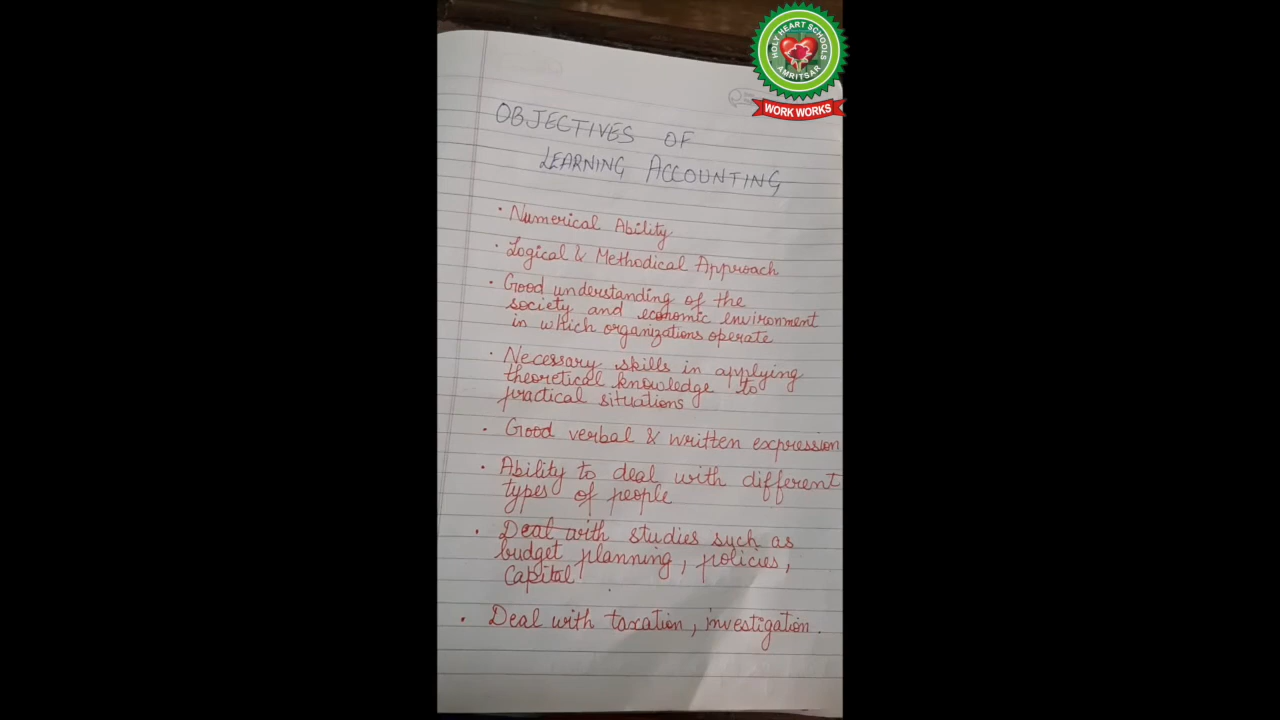 HOLY HEART SCHOOLS
AMRITSAR
WORK WORKS
OBJECTIVES OF
LEARNING ACCOUNTING
· Numerical Ability
· Logical & Methodical Approach
· Good understanding of the
society and economic environment
in which organizations operate
· Necessary skills in applying
theoretical knowledge to
practical situations
· Good verbal & written expression
· Ability to deal with different
types of people
· Deal with studies such as
budget planning, policies,
Capital
· Deal with taxation, investigation.